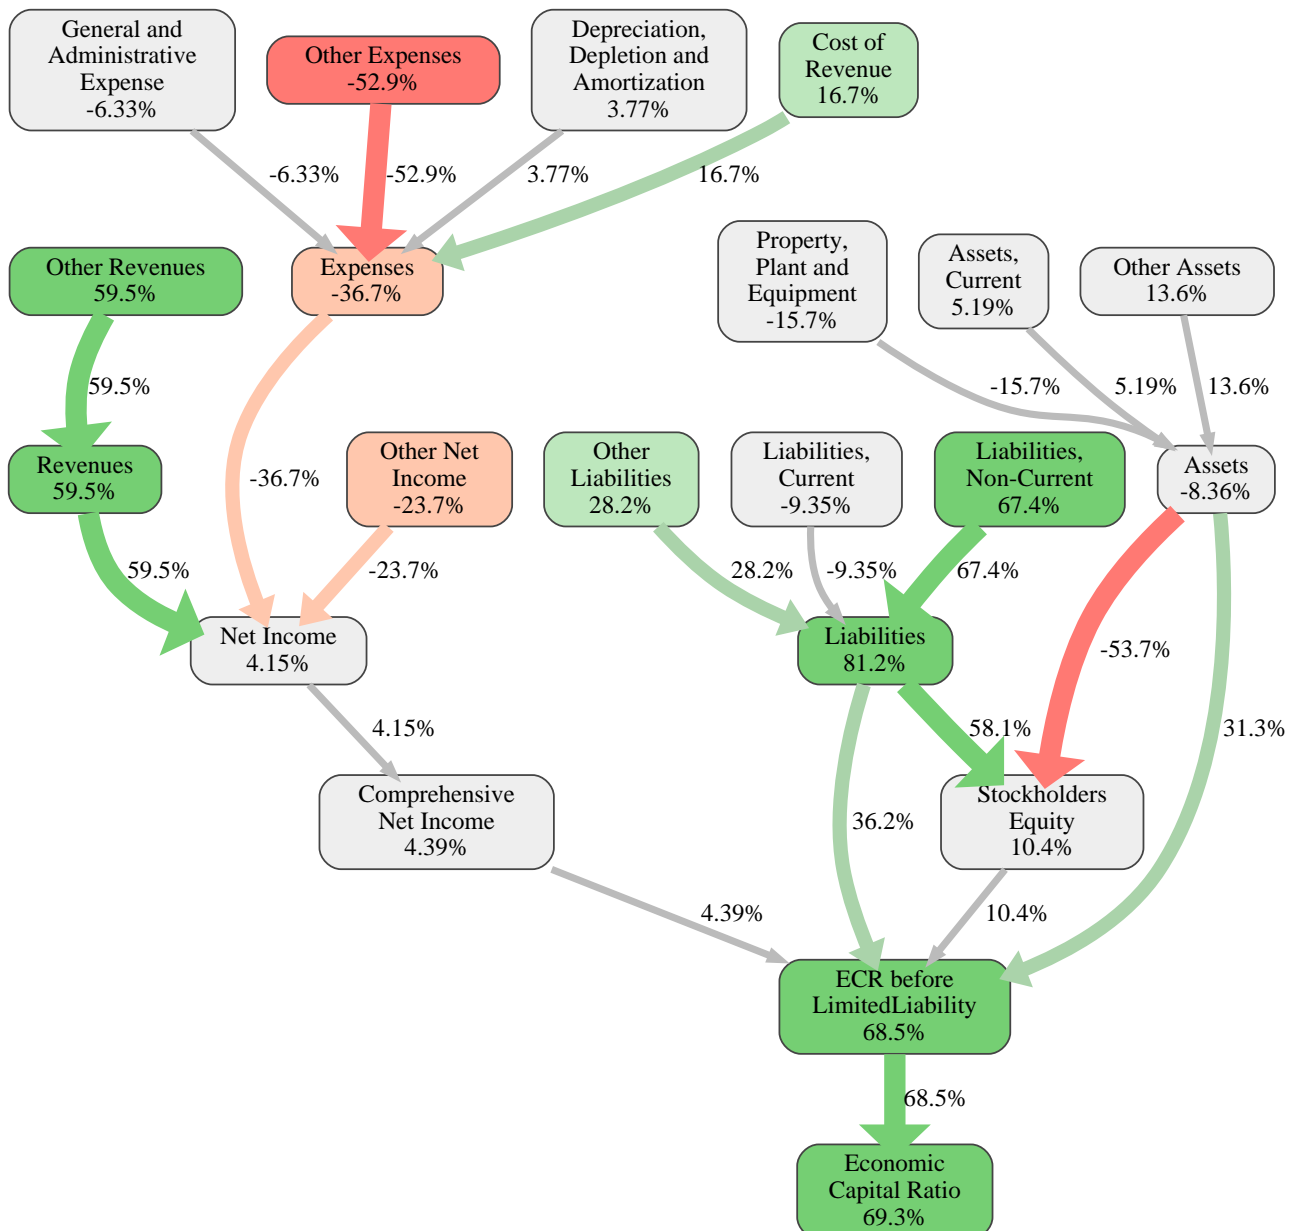 General and
Administrative
Expense
-6.33%
Other Expenses
-52.9%
Depreciation,
Depletion and
Amortization
3.77%
Cost of
Revenue
16.7%
-6.33%
-52.9%
3.77%
16.7%
Other Revenues
59.5%
Expenses
-36.7%
Property,
Plant and
Equipment
-15.7%
Assets,
Current
5.19%
Other Assets
13.6%
59.5%
-36.7%
-15.7%
5.19%
13.6%
Revenues
59.5%
Other Net
Income
-23.7%
Other
Liabilities
28.2%
Liabilities,
Current
-9.35%
Liabilities,
Non-Current
67.4%
Assets
-8.36%
59.5%
-23.7%
28.2%
-9.35%
67.4%
-53.7%
31.3%
Net Income
4.15%
Liabilities
81.2%
4.15%
58.1%
36.2%
Comprehensive
Net Income
4.39%
Stockholders
Equity
10.4%
4.39%
10.4%
ECR before
LimitedLiability
68.5%
68.5%
Economic
Capital Ratio
69.3%